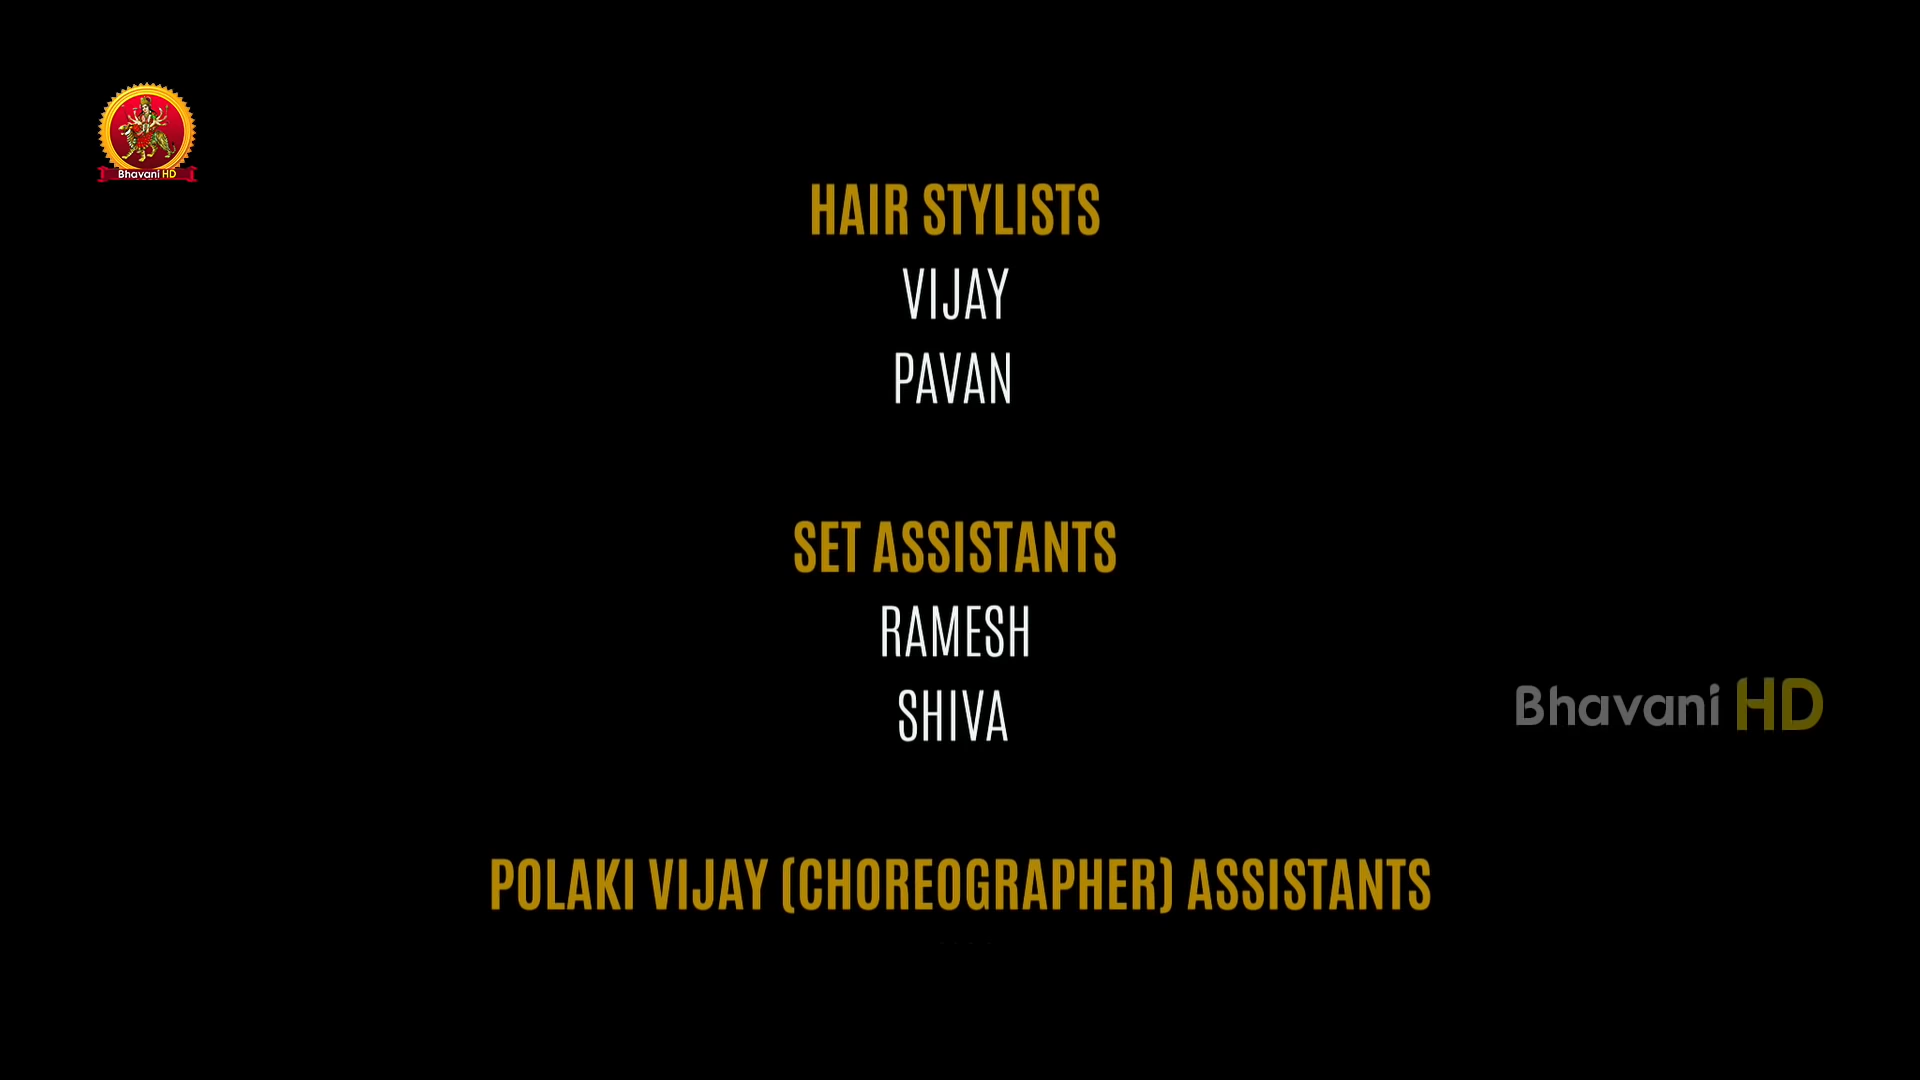 Bhavani HD
HAIR STYLISTS
VIJAY
PAVAN
SET ASSISTANTS
RAMESH
SHIVA
Bhavani HD
POLAKI VIJAY (CHOREOGRAPHER) ASSISTANTS